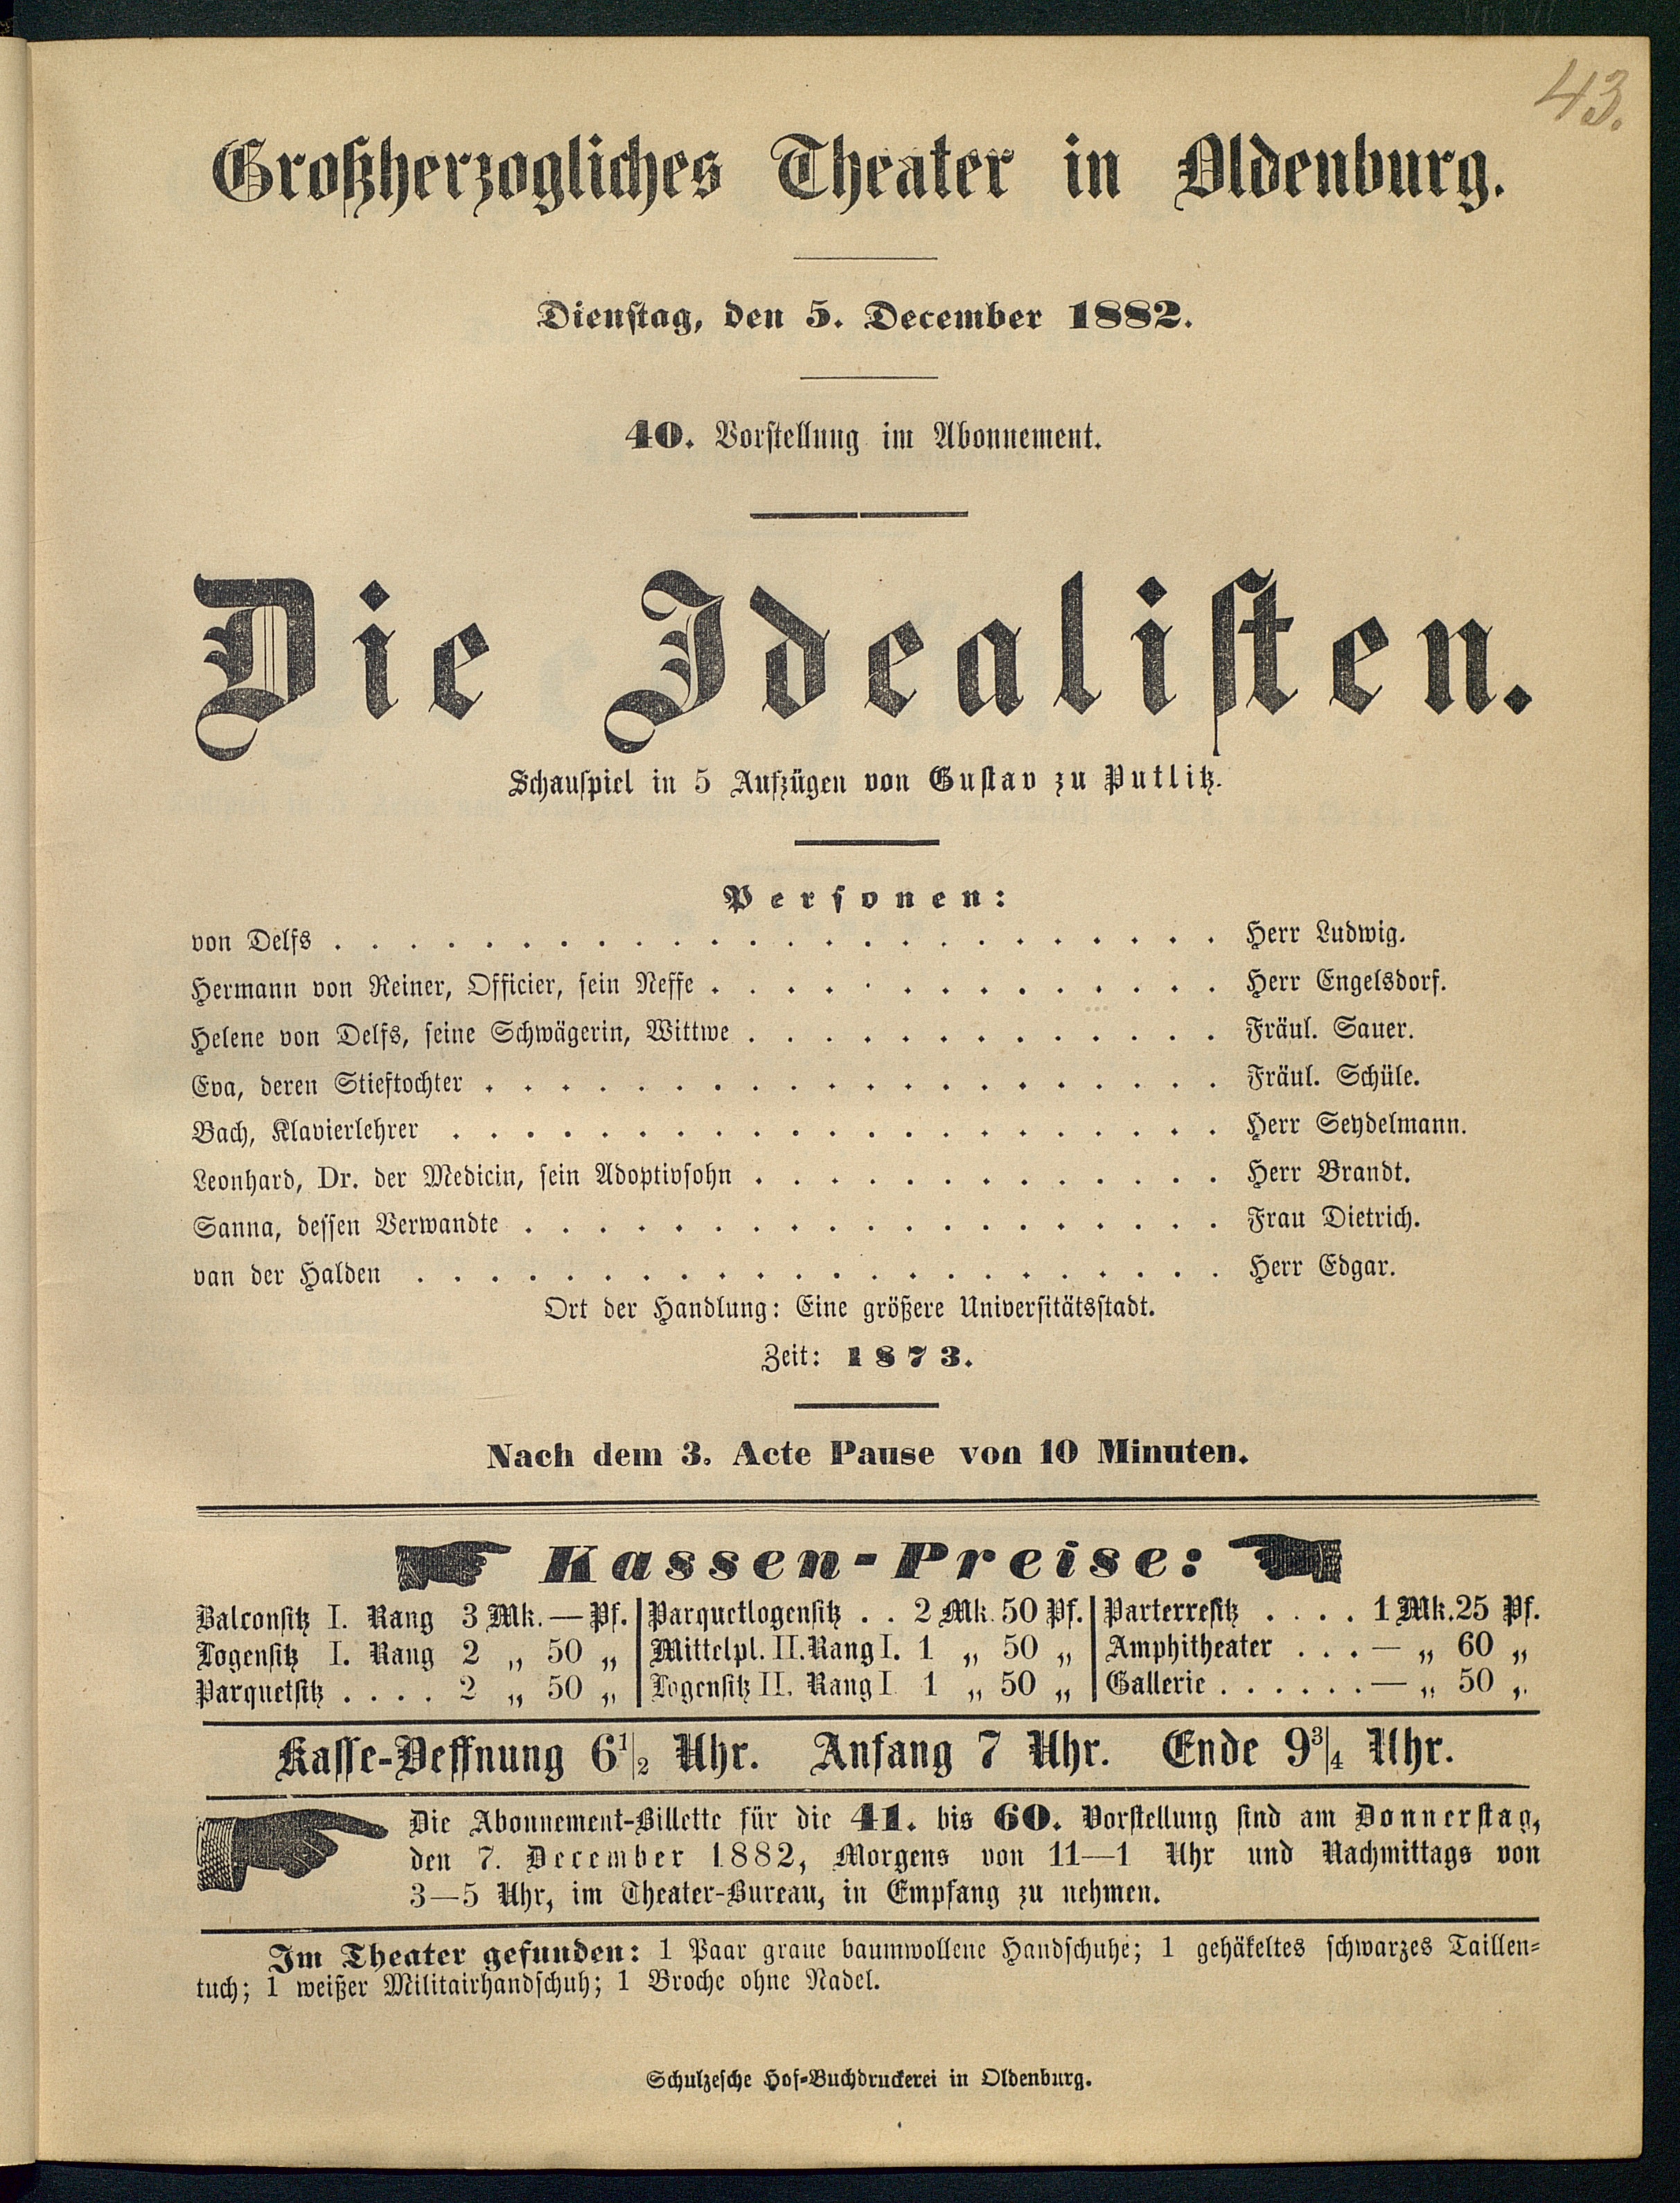 43.
Großherzogliches Theater in Oldenburg.
Dienstag, den 5. December 1882.
40. Vorstellung im Abonnement.
Die Idealisten.
Schauspiel in 5 Aufzügen von Gustav zu Putlitz.
Personen:
von Delfs . . . . . . . . . . . . . . . . . . . . . . . . Herr Ludwig.
Hermann von Reiner, Officier, sein Neffe . . . . . . . . . . . . . . Herr Engelsdorf.
Helene von Delfs, seine Schwägerin, Wittwe . . . . . . . . . . . . . Fräul. Sauer.
Eva, deren Stieftochter . . . . . . . . . . . . . . . . . . . . Fräul. Schüle.
Bach, Klavierlehrer . . . . . . . . . . . . . . . . . . . . . Herr Seydelmann.
Leonhard, Dr. der Medicin, sein Adoptivsohn . . . . . . . . . . . . . Herr Brandt.
Sanna, dessen Verwandte . . . . . . . . . . . . . . . . . . . Frau Dietrich.
van der Halden . . . . . . . . . . . . . . . . . . . . . . Herr Edgar.
Ort der Handlung: Eine größere Universitätsstadt.
Zeit: 1873.
Nach dem 3. Acte Pause von 10 Minuten.
Kassen-Preise:
Balconsitz I. Rang 3 Mk. — Pf. | Parquetlogensitz . . 2 Mk. 50 Pf. | Parterresitz . . . . 1 Mk. 25 Pf.
Logensitz I. Rang 2 „ 50 „ | Mittelpl. II. Rang I. 1 „ 50 „ | Amphitheater . . . — „ 60 „
Parquetsitz . . . . 2 „ 50 „ | Logensitz II. Rang I 1 „ 50 „ | Gallerie . . . . . . — „ 50 „
Kasse-Oeffnung 6 1/2 Uhr. Anfang 7 Uhr. Ende 9 3/4 Uhr.
Die Abonnement-Billette für die 41. bis 60. Vorstellung sind am Donnerstag,
den 7. December 1882, Morgens von 11—1 Uhr und Nachmittags von
3—5 Uhr, im Theater-Bureau, in Empfang zu nehmen.
Im Theater gefunden: 1 Paar graue baumwollene Handschuhe; 1 gehäkeltes schwarzes Taillen-
tuch; 1 weißer Militairhandschuh; 1 Broche ohne Nadel.
Schulzesche Hof-Buchdruckerei in Oldenburg.